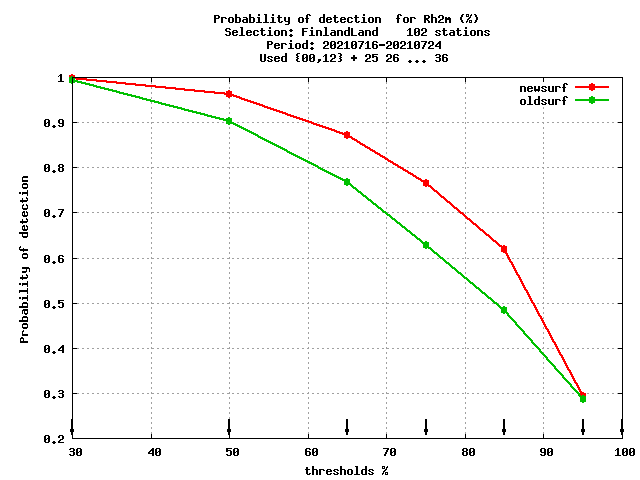 Probability of detection  for Rh2m (%)
Selection: FinlandLand    102 stations
Period: 20210716-20210724
Used {00,12} + 25 26 ... 36
newsurf
oldsurf
Probability of detection
1
0.9
0.8
0.7
0.6
0.5
0.4
0.3
0.2
30 40 50 60 70 80 90 100
thresholds %